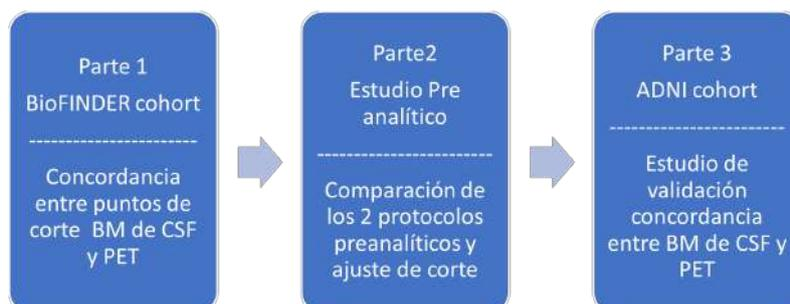 Parte 1
BioFINDER cohort
-----------------------
Concordancia
entre puntos de
corte BM de CSF
y PET
Parte2
Estudio Pre
analítico
------------------------
Comparación de
los 2 protocolos
preanalíticos y
ajuste de corte
Parte 3
ADNI cohort
------------------------
Estudio de
validación
concordancia
entre BM de CSF y
PET